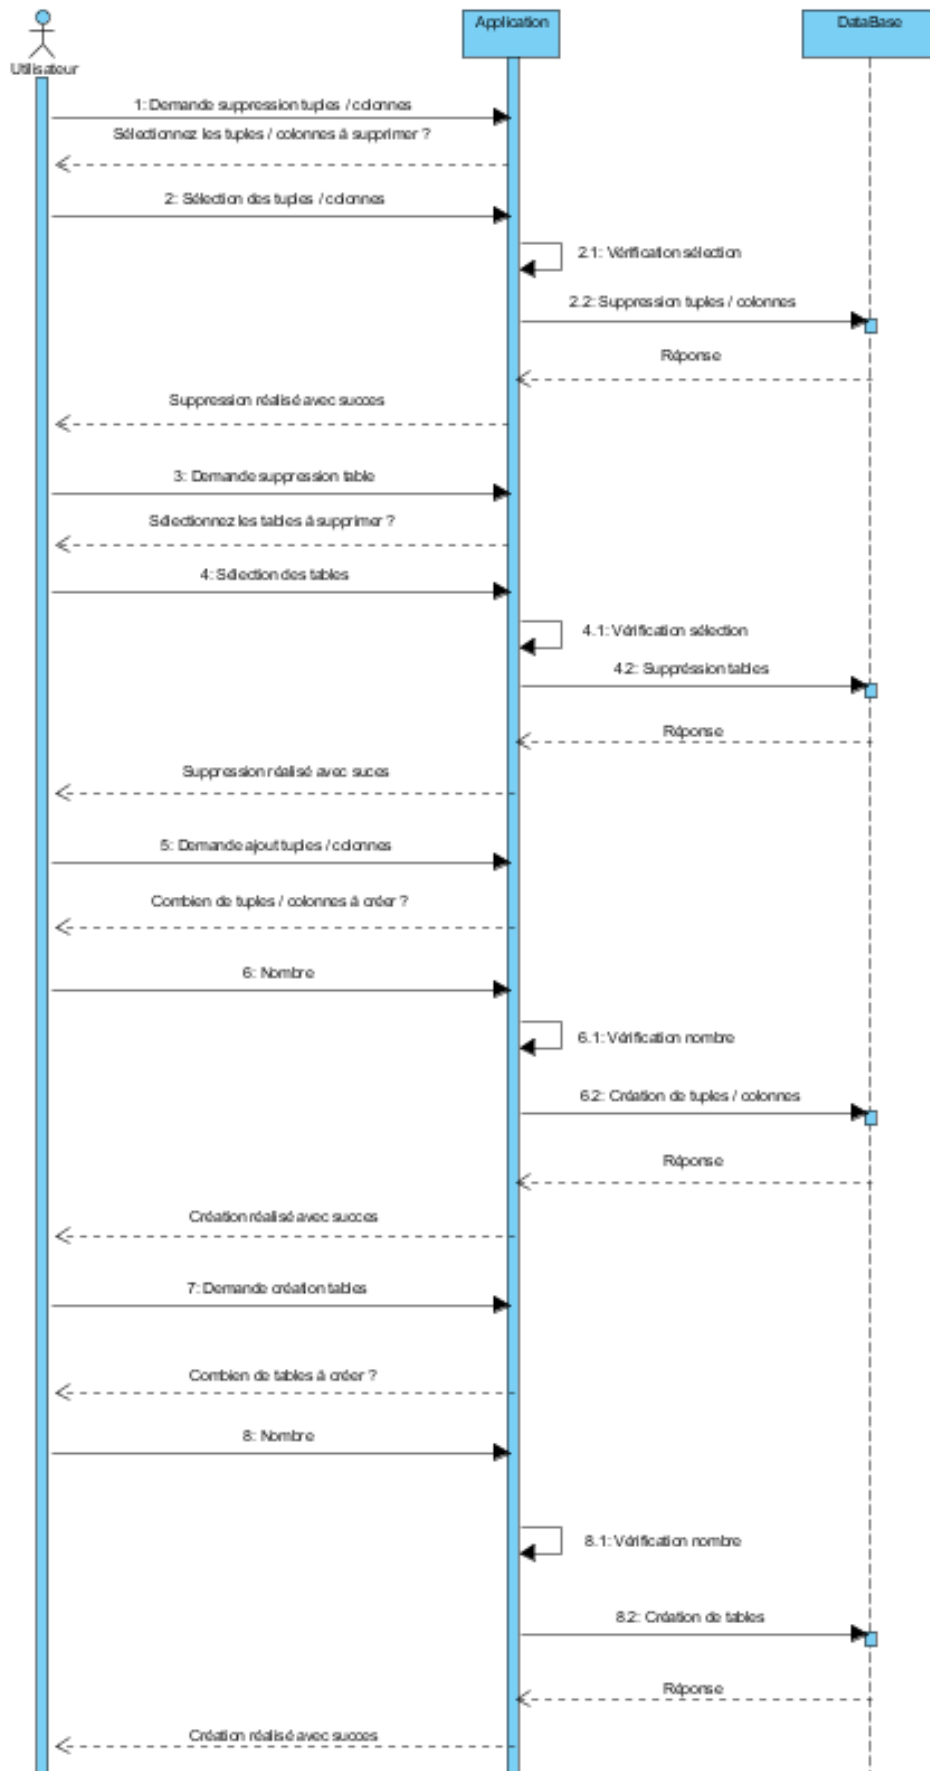 Application
DataBase
Utilisateur
1: Demande suppression tuples / colonnes
Sélectionnez les tuples / colonnes à supprimer ?
2: Sélection des tuples / colonnes
2.1: Vérification sélection
2.2: Suppression tuples / colonnes
Réponse
Suppression réalisé avec succes
3: Demande suppression table
Sélectionnez les tables à supprimer ?
4: Sélection des tables
4.1: Vérification sélection
4.2: Suppréssion tables
Réponse
Suppression réalisé avec suces
5: Demande ajout tuples / colonnes
Combien de tuples / colonnes à créer ?
6: Nombre
6.1: Vérification nombre
6.2: Création de tuples / colonnes
Réponse
Création réalisé avec succes
7: Demande création tables
Combien de tables à créer ?
8: Nombre
8.1: Vérification nombre
8.2: Création de tables
Réponse
Création réalisé avec succes